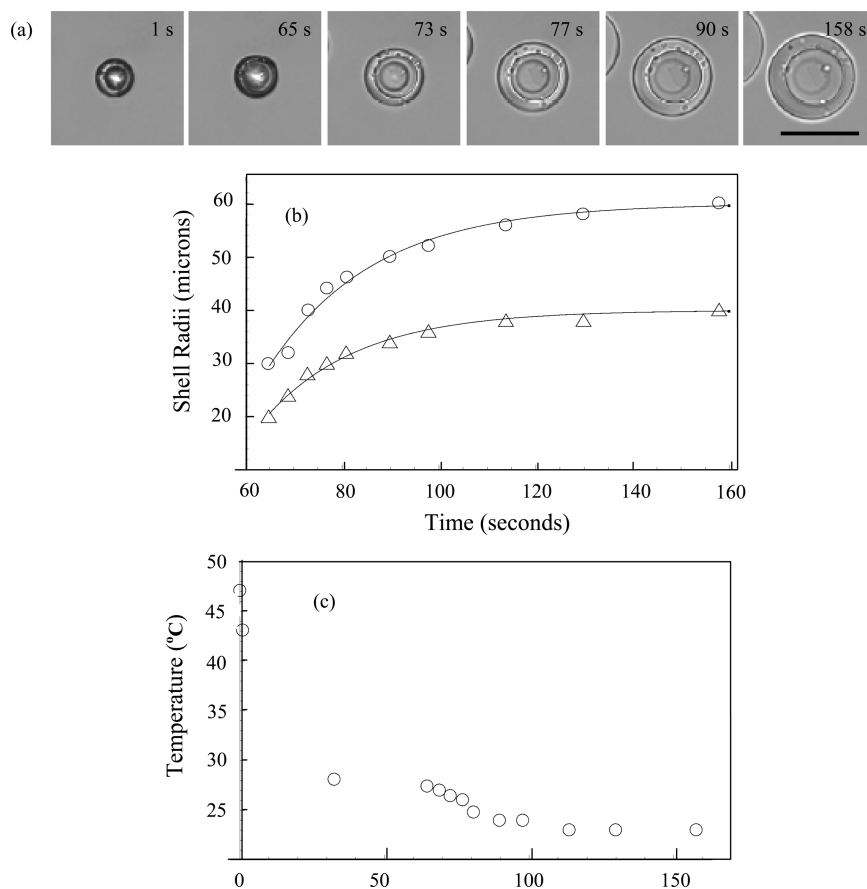 (a)
1 s 65 s 73 s 77 s 90 s 158 s
(b)
Shell Radii (microns)
60
50
40
30
20
60 80 100 120 140 160
Time (seconds)
(c)
Temperature (ºC)
50
45
40
35
30
25
0 50 100 150